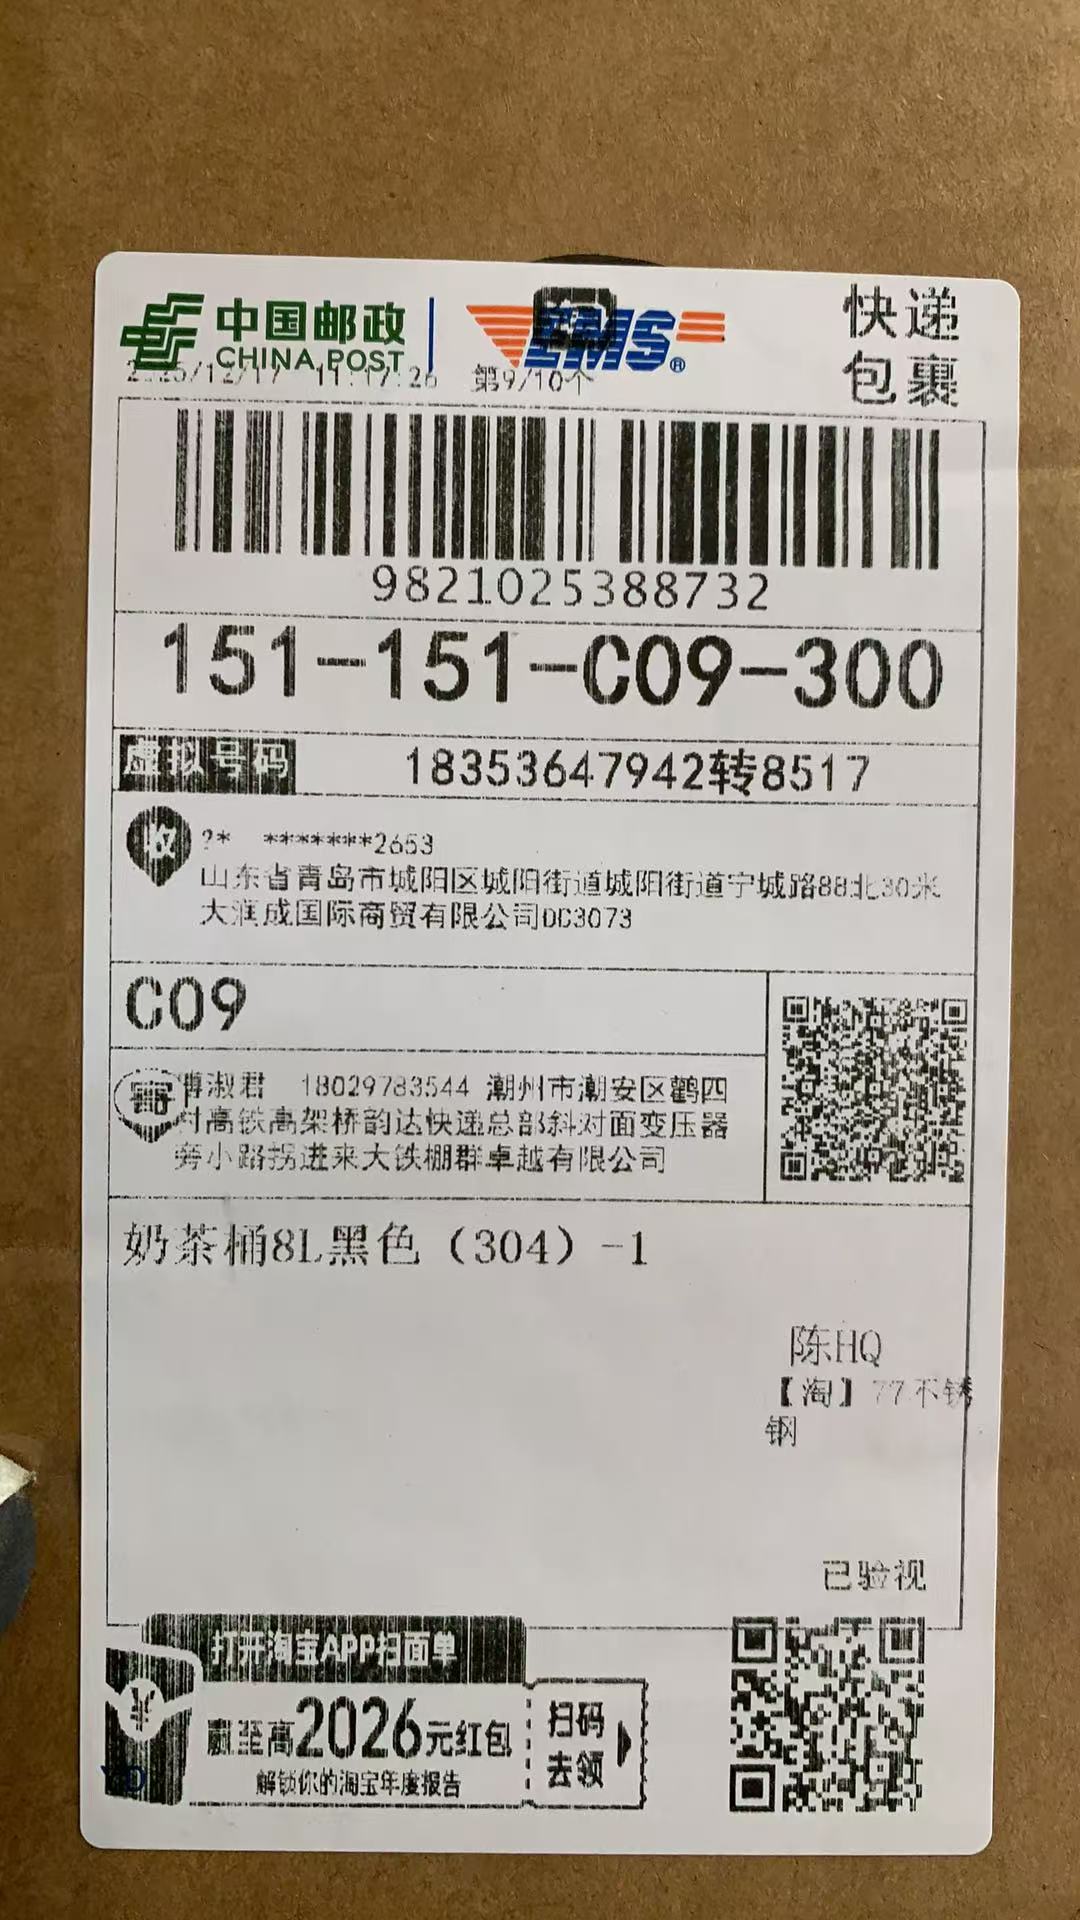 中国邮政
CHINA POST
EMS®
快递
包裹
2025/12/17 11:17:26 第9/10个
9821025388732
151-151-C09-300
虚拟号码
18353647942转8517
收
?* *******2653
山东省青岛市城阳区城阳街道城阳街道宁城路88北30米
大润成国际商贸有限公司DC3073
C09
寄
博淑君 18029783544 潮州市潮安区鹳四
村高铁高架桥韵达快递总部斜对面变压器
旁小路拐进来大铁棚群卓越有限公司
奶茶桶8L黑色（304）-1
陈HQ
【淘】77不锈
钢
已验视
打开淘宝APP扫面单
赢至高2026元红包
解锁你的淘宝年度报告
扫码
去领